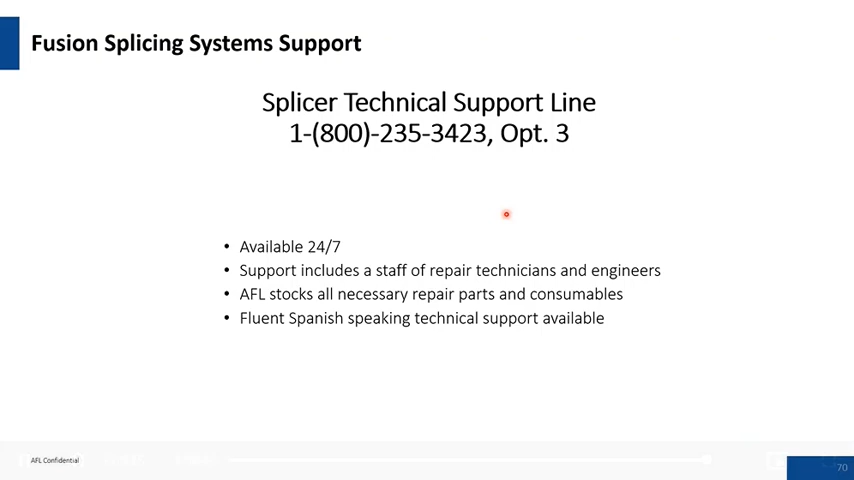 Fusion Splicing Systems Support
Splicer Technical Support Line
1-(800)-235-3423, Opt. 3
• Available 24/7
• Support includes a staff of repair technicians and engineers
• AFL stocks all necessary repair parts and consumables
• Fluent Spanish speaking technical support available
AFL Confidential
70